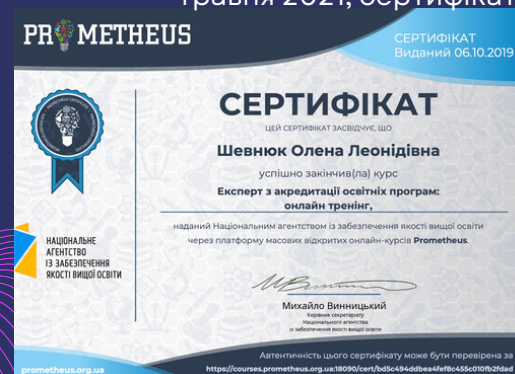 травня 2021, сертифікат
PROMETHEUS
СЕРТИФІКАТ
Виданий 06.10.2019
СЕРТИФІКАТ
ЦЕЙ СЕРТИФІКАТ ЗАСВІДЧУЄ, ЩО
Шевнюк Олена Леонідівна
успішно закінчив(ла) курс
Експерт з акредитації освітніх програм:
онлайн тренінг,
наданий Національним агентством із забезпечення якості вищої освіти
через платформу масових відкритих онлайн-курсів Prometheus.
НАЦІОНАЛЬНЕ
АГЕНТСТВО
ІЗ ЗАБЕЗПЕЧЕННЯ
ЯКОСТІ ВИЩОЇ ОСВІТИ
Михайло Винницький
Керівник секретаріату
Національного агентства
із забезпечення якості вищої освіти
Автентичність цього сертифікату може бути перевірена за
prometheus.org.ua
https://courses.prometheus.org.ua:18090/cert/bd5c494ddbea4fef8c455c010fb2fdad